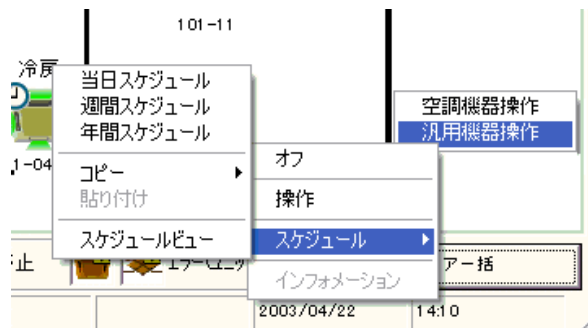 101-11
冷房
当日スケジュール
週間スケジュール
年間スケジュール
コピー
貼り付け
スケジュールビュー
1-04
オフ
操作
スケジュール
インフォメーション
空調機器操作
汎用機器操作
止
アー括
2003/04/22
14:10